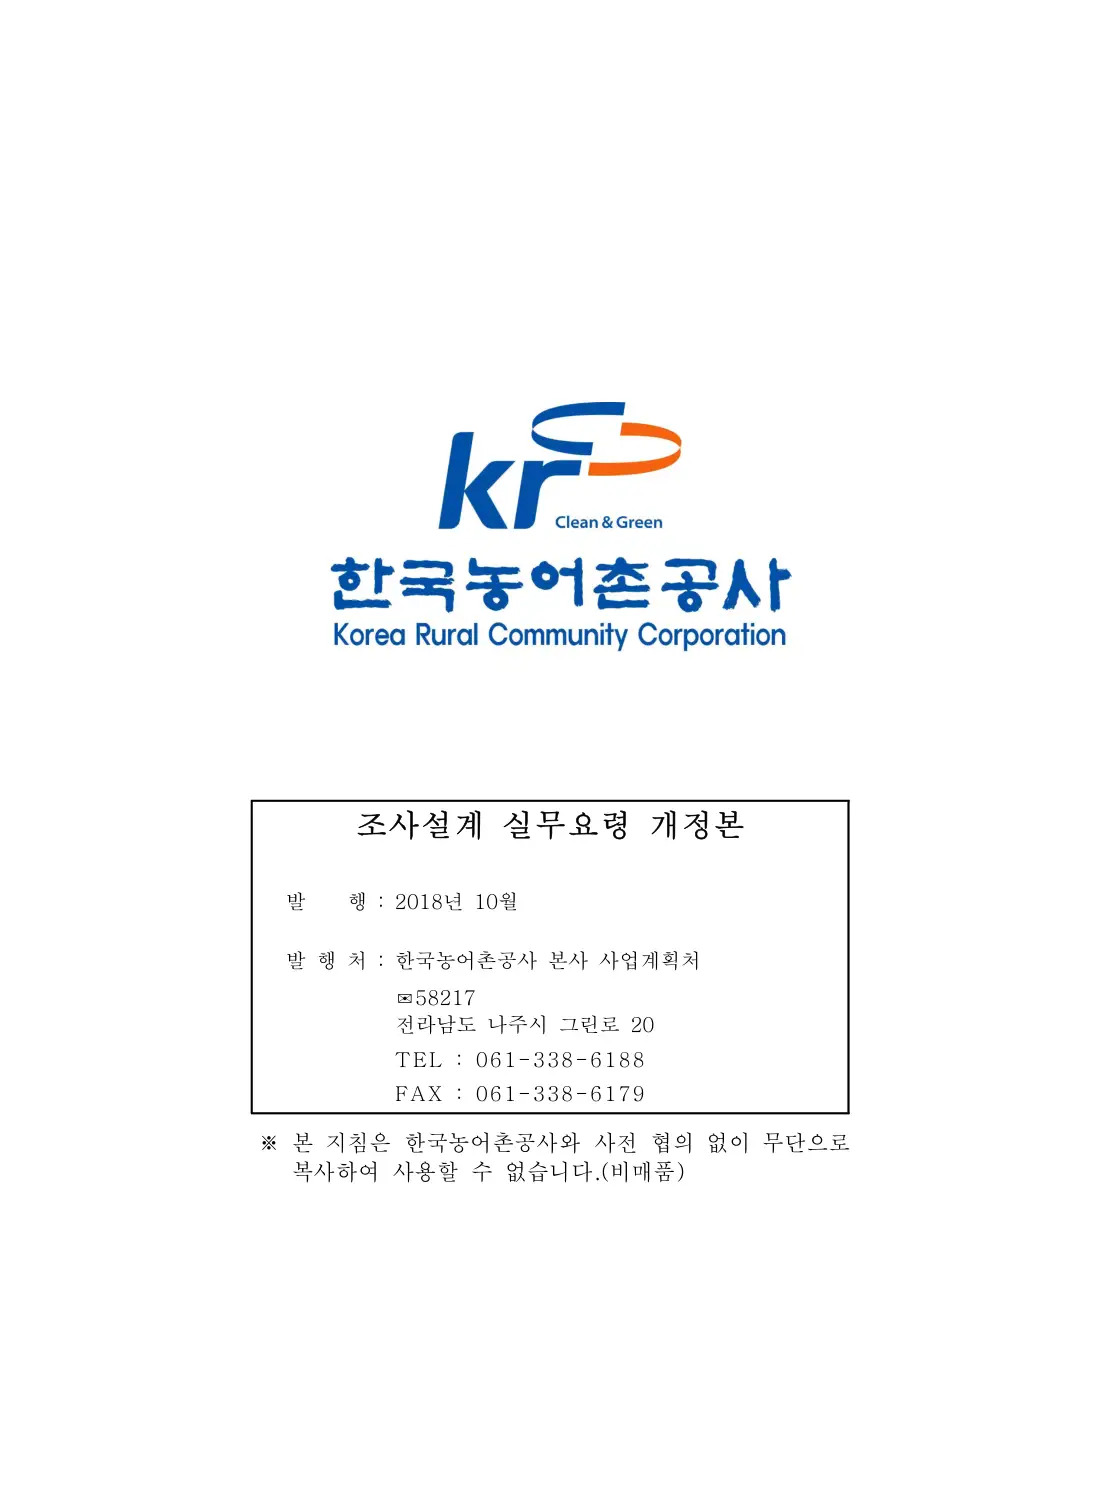 kr
Clean & Green
한국농어촌공사
Korea Rural Community Corporation
조사설계 실무요령 개정본
발 행 : 2018년 10월
발 행 처 : 한국농어촌공사 본사 사업계획처
✉58217
전라남도 나주시 그린로 20
TEL : 061-338-6188
FAX : 061-338-6179
※ 본 지침은 한국농어촌공사와 사전 협의 없이 무단으로
복사하여 사용할 수 없습니다.(비매품)